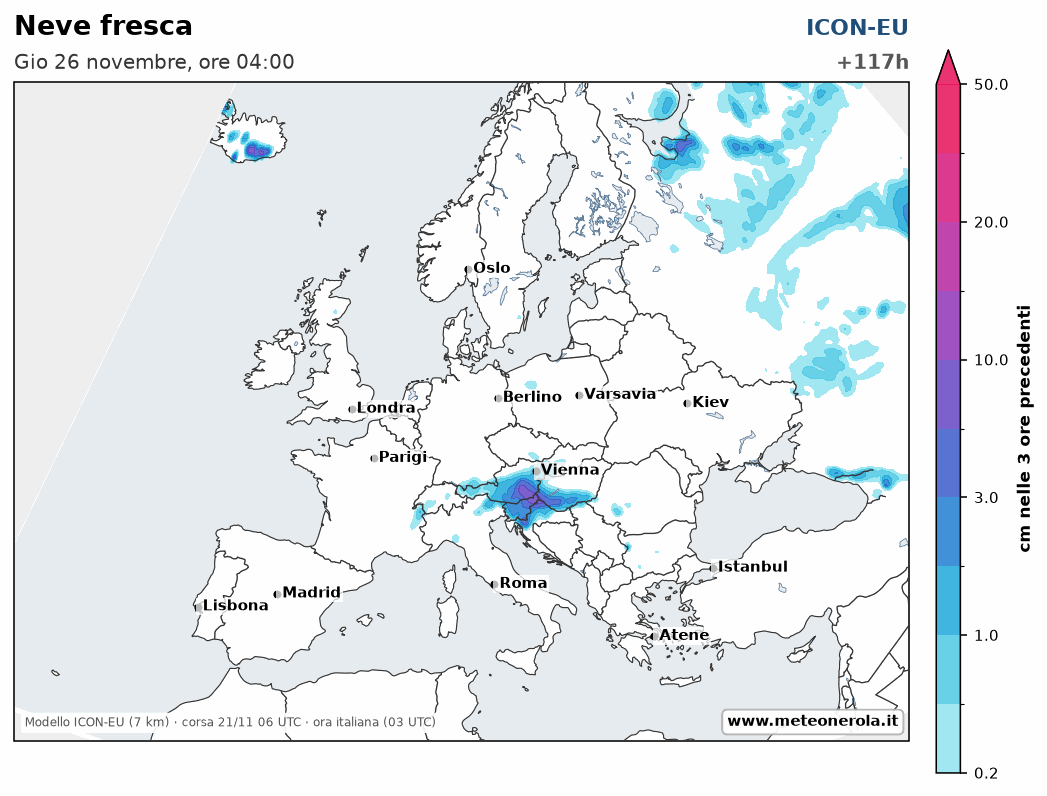 Neve fresca
ICON-EU
Gio 26 novembre, ore 04:00
+117h
50.0
20.0
10.0
3.0
1.0
0.2
cm nelle 3 ore precedenti
Oslo
Londra
Berlino
Varsavia
Kiev
Parigi
Vienna
Istanbul
Roma
Madrid
Lisbona
Atene
Modello ICON-EU (7 km) · corsa 21/11 06 UTC · ora italiana (03 UTC)
www.meteonerola.it